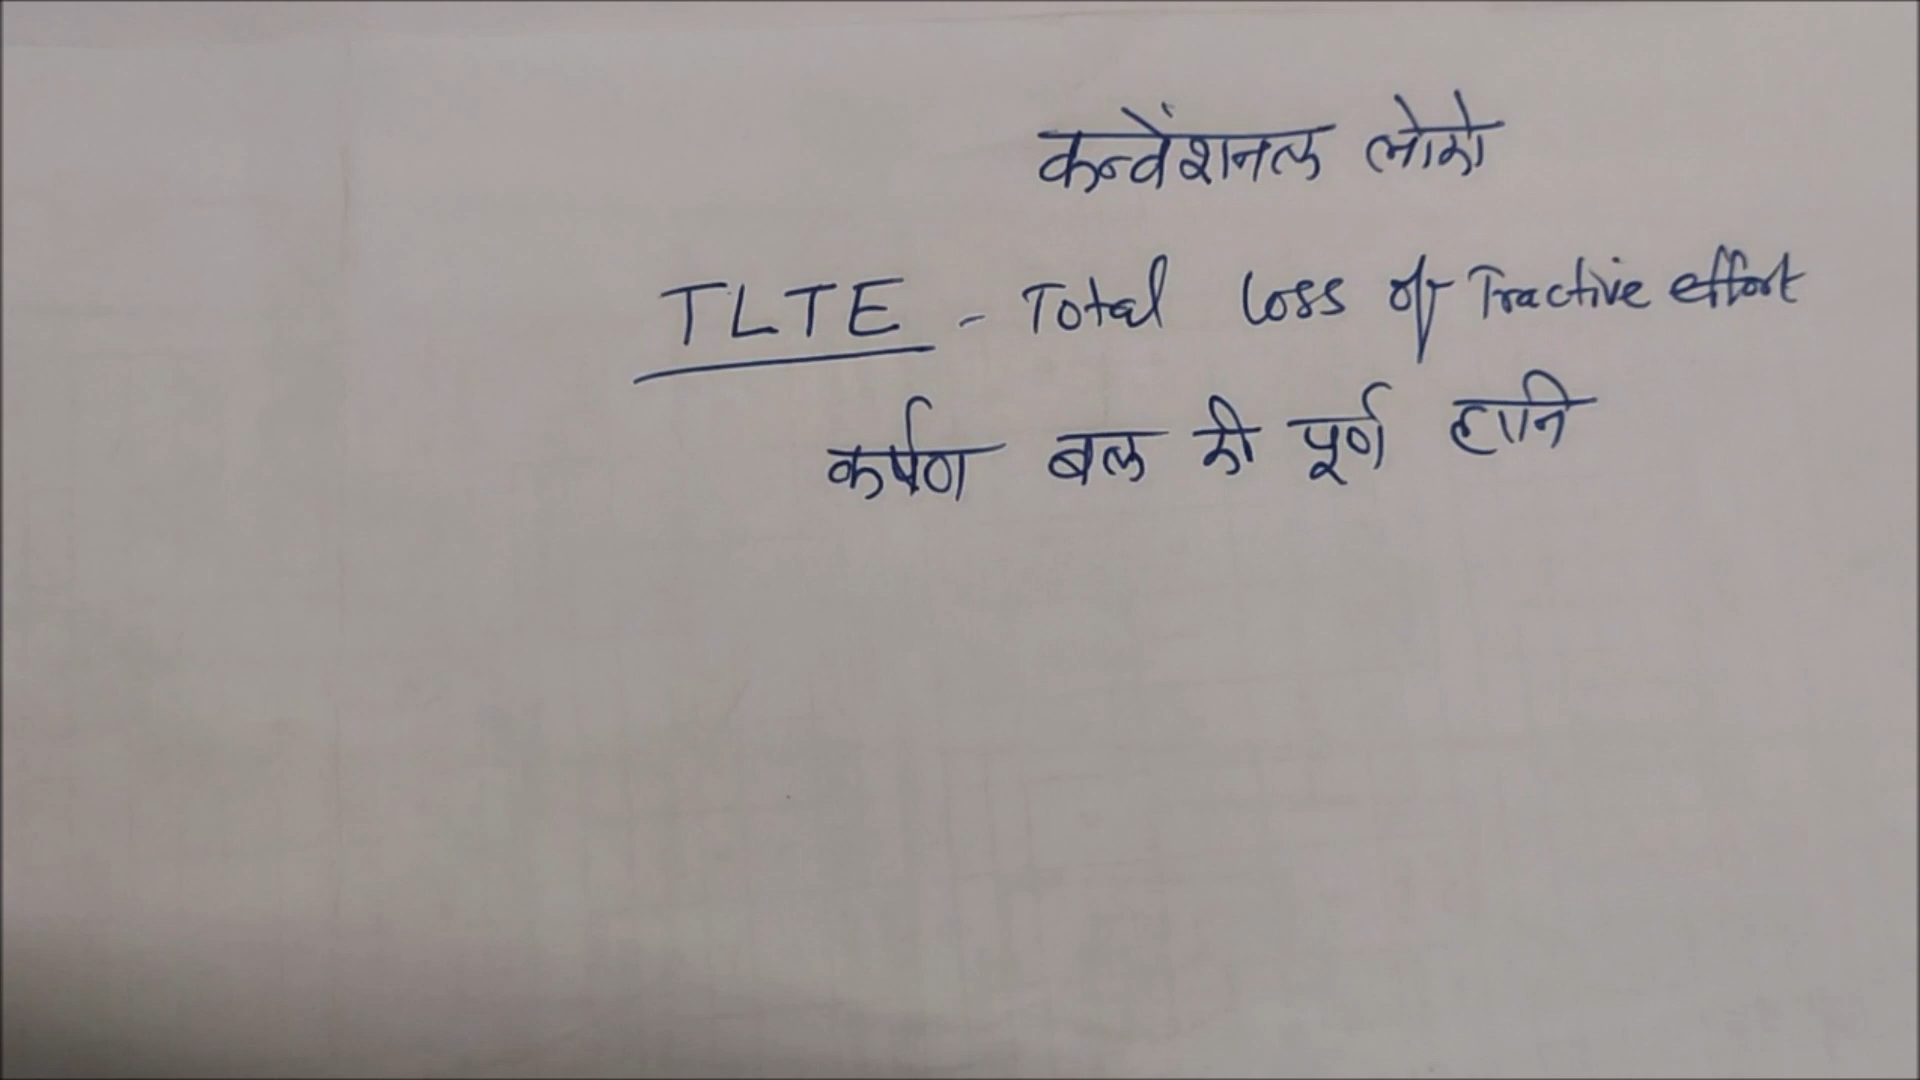 कन्वेंशनल लोको
TLTE - Total loss of Tractive effort
कर्षण बल की पूर्ण हानि